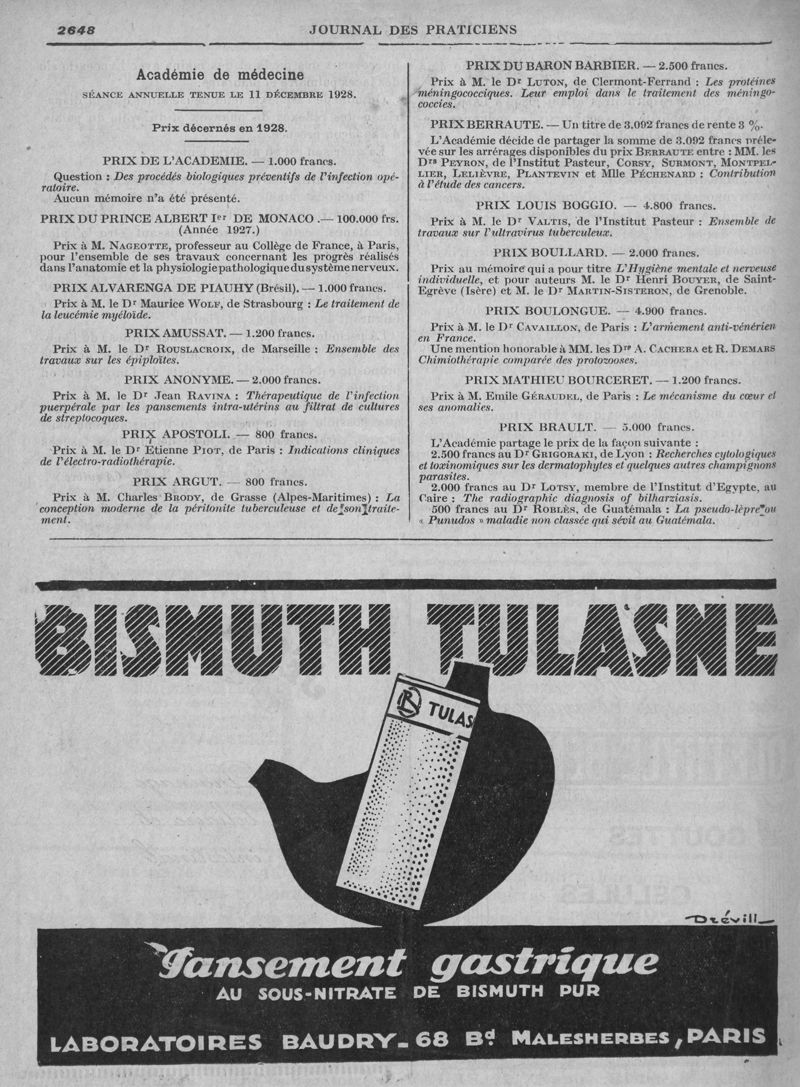 2648
JOURNAL DES PRATICIENS
Académie de médecine
SÉANCE ANNUELLE TENUE LE 11 DÉCEMBRE 1928.
Prix décernés en 1928.
PRIX DE L'ACADEMIE. — 1.000 francs.
Question : Des procédés biologiques préventifs de l'infection opé-
ratoire.
Aucun mémoire n'a été présenté.
PRIX DU PRINCE ALBERT Ier DE MONACO .— 100.000 frs.
(Année 1927.)
Prix à M. NAGEOTTE, professeur au Collège de France, à Paris,
pour l'ensemble de ses travaux concernant les progrès réalisés
dans l'anatomie et la physiologie pathologique du système nerveux.
PRIX ALVARENGA DE PIAUHY (Brésil). — 1.000 francs.
Prix à M. le Dr Maurice WOLF, de Strasbourg : Le traitement de
la leucémie myéloïde.
PRIX AMUSSAT. — 1.200 francs.
Prix à M. le Dr ROUSLACROIX, de Marseille : Ensemble des
travaux sur les épiploïtes.
PRIX ANONYME. — 2.000 francs.
Prix à M. le Dr Jean RAVINA : Thérapeutique de l'infection
puerpérale par les pansements intra-utérins au filtrat de cultures
de streptocoques.
PRIX APOSTOLI. — 800 francs.
Prix à M. le Dr Etienne PIOT, de Paris : Indications cliniques
de l'électro-radiothérapie.
PRIX ARGUT. — 800 francs.
Prix à M. Charles BRODY, de Grasse (Alpes-Maritimes) : La
conception moderne de la péritonite tuberculeuse et de son traite-
ment.
PRIX DU BARON BARBIER. — 2.500 francs.
Prix à M. le Dr LUTON, de Clermont-Ferrand : Les protéines
méningococciques. Leur emploi dans le traitement des méningo-
coccies.
PRIX BERRAUTE. — Un titre de 3.092 francs de rente 3 %.
L'Académie décide de partager la somme de 3.092 francs préle-
vée sur les arrérages disponibles du prix BERRAUTE entre : MM. les
Drs PEYRON, de l'Institut Pasteur, CORSY, SURMONT, MONTPEL-
LIER, LELIÈVRE, PLANTEVIN et Mlle PÉCHENARD : Contribution
à l'étude des cancers.
PRIX LOUIS BOGGIO. — 4.800 francs.
Prix à M. le Dr VALTIS, de l'Institut Pasteur : Ensemble de
travaux sur l'ultravirus tuberculeux.
PRIX BOULLARD. — 2.000 francs.
Prix au mémoire qui a pour titre L'Hygiène mentale et nerveuse
individuelle, et pour auteurs M. le Dr Henri BOUYER, de Saint-
Egrève (Isère) et M. le Dr MARTIN-SISTERON, de Grenoble.
PRIX BOULONGUE. — 4.900 francs.
Prix à M. le Dr CAVAILLON, de Paris : L'armement anti-vénérien
en France.
Une mention honorable à MM. les Drs A. CACHERA et R. DEMARS
Chimiothérapie comparée des protozooses.
PRIX MATHIEU BOURCERET. — 1.200 francs.
Prix à M. Emile GÉRAUDEL, de Paris : Le mécanisme du cœur et
ses anomalies.
PRIX BRAULT. — 5.000 francs.
L'Académie partage le prix de la façon suivante :
2.500 francs au Dr GRIGORAKI, de Lyon : Recherches cytologiques
et toxinomiques sur les dermatophytes et quelques autres champignons
parasites.
2.000 francs au Dr LOTSY, membre de l'Institut d'Egypte, au
Caire : The radiographic diagnosis of bilharziasis.
500 francs au Dr ROBLÈS, de Guatémala : La pseudo-lèpre ou
« Punudos » maladie non classée qui sévit au Guatémala.
BISMUTH TULASNE
TULAS
Drévill
Pansement gastrique
AU SOUS-NITRATE DE BISMUTH PUR
LABORATOIRES BAUDRY_ 68 Bd MALESHERBES, PARIS